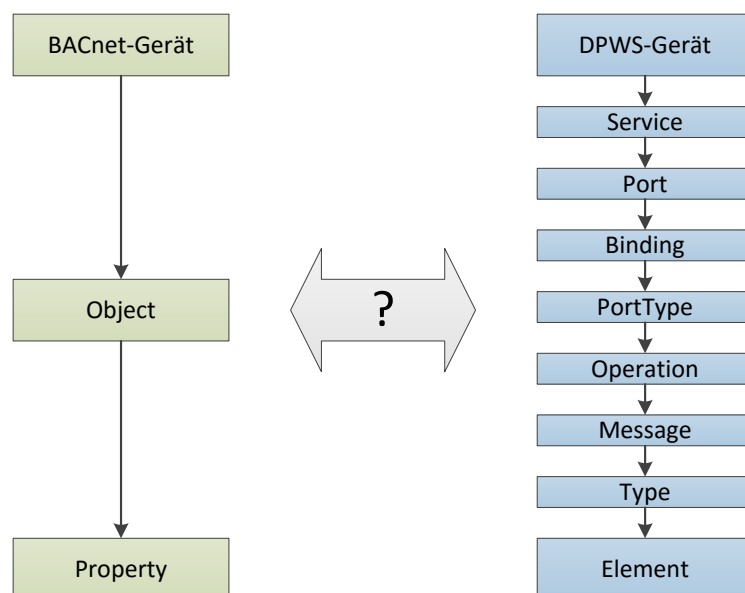 BACnet-Gerät
DPWS-Gerät
Service
Port
Binding
Object
?
PortType
Operation
Message
Type
Property
Element